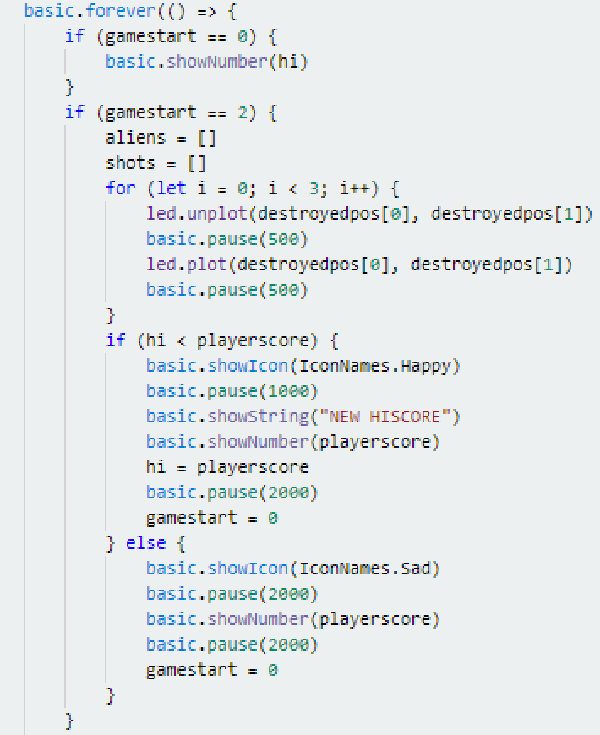 basic.forever(() => {
    if (gamestart == 0) {
        basic.showNumber(hi)
    }
    if (gamestart == 2) {
        aliens = []
        shots = []
        for (let i = 0; i < 3; i++) {
            led.unplot(destroyedpos[0], destroyedpos[1])
            basic.pause(500)
            led.plot(destroyedpos[0], destroyedpos[1])
            basic.pause(500)
        }
        if (hi < playerscore) {
            basic.showIcon(IconNames.Happy)
            basic.pause(1000)
            basic.showString("NEW HISCORE")
            basic.showNumber(playerscore)
            hi = playerscore
            basic.pause(2000)
            gamestart = 0
        } else {
            basic.showIcon(IconNames.Sad)
            basic.pause(2000)
            basic.showNumber(playerscore)
            basic.pause(2000)
            gamestart = 0
        }
    }